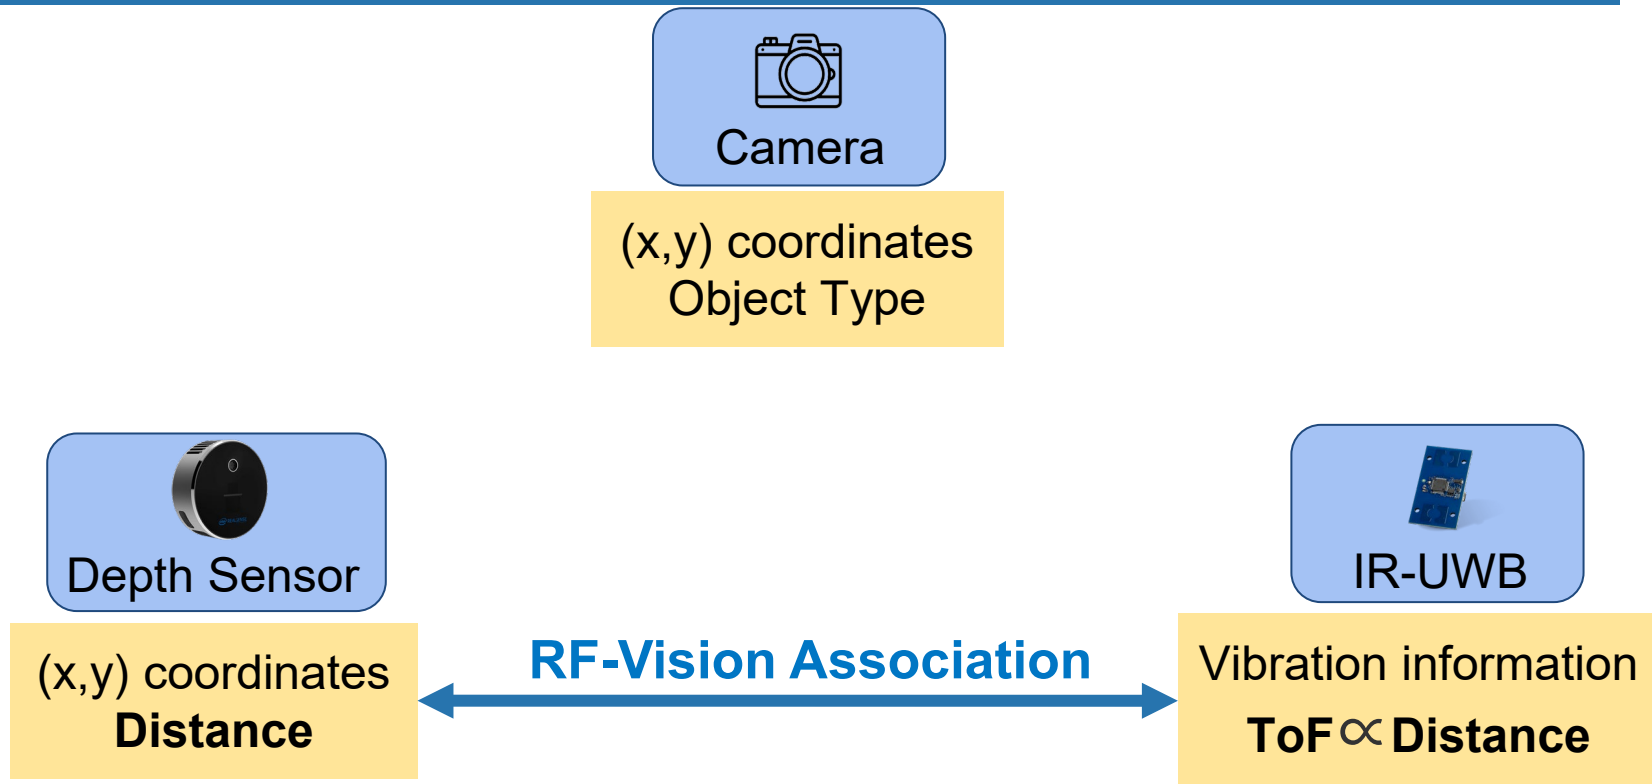 Camera
(x,y) coordinates
Object Type
Depth Sensor
(x,y) coordinates
Distance
RF-Vision Association
IR-UWB
Vibration information
ToF ∝ Distance